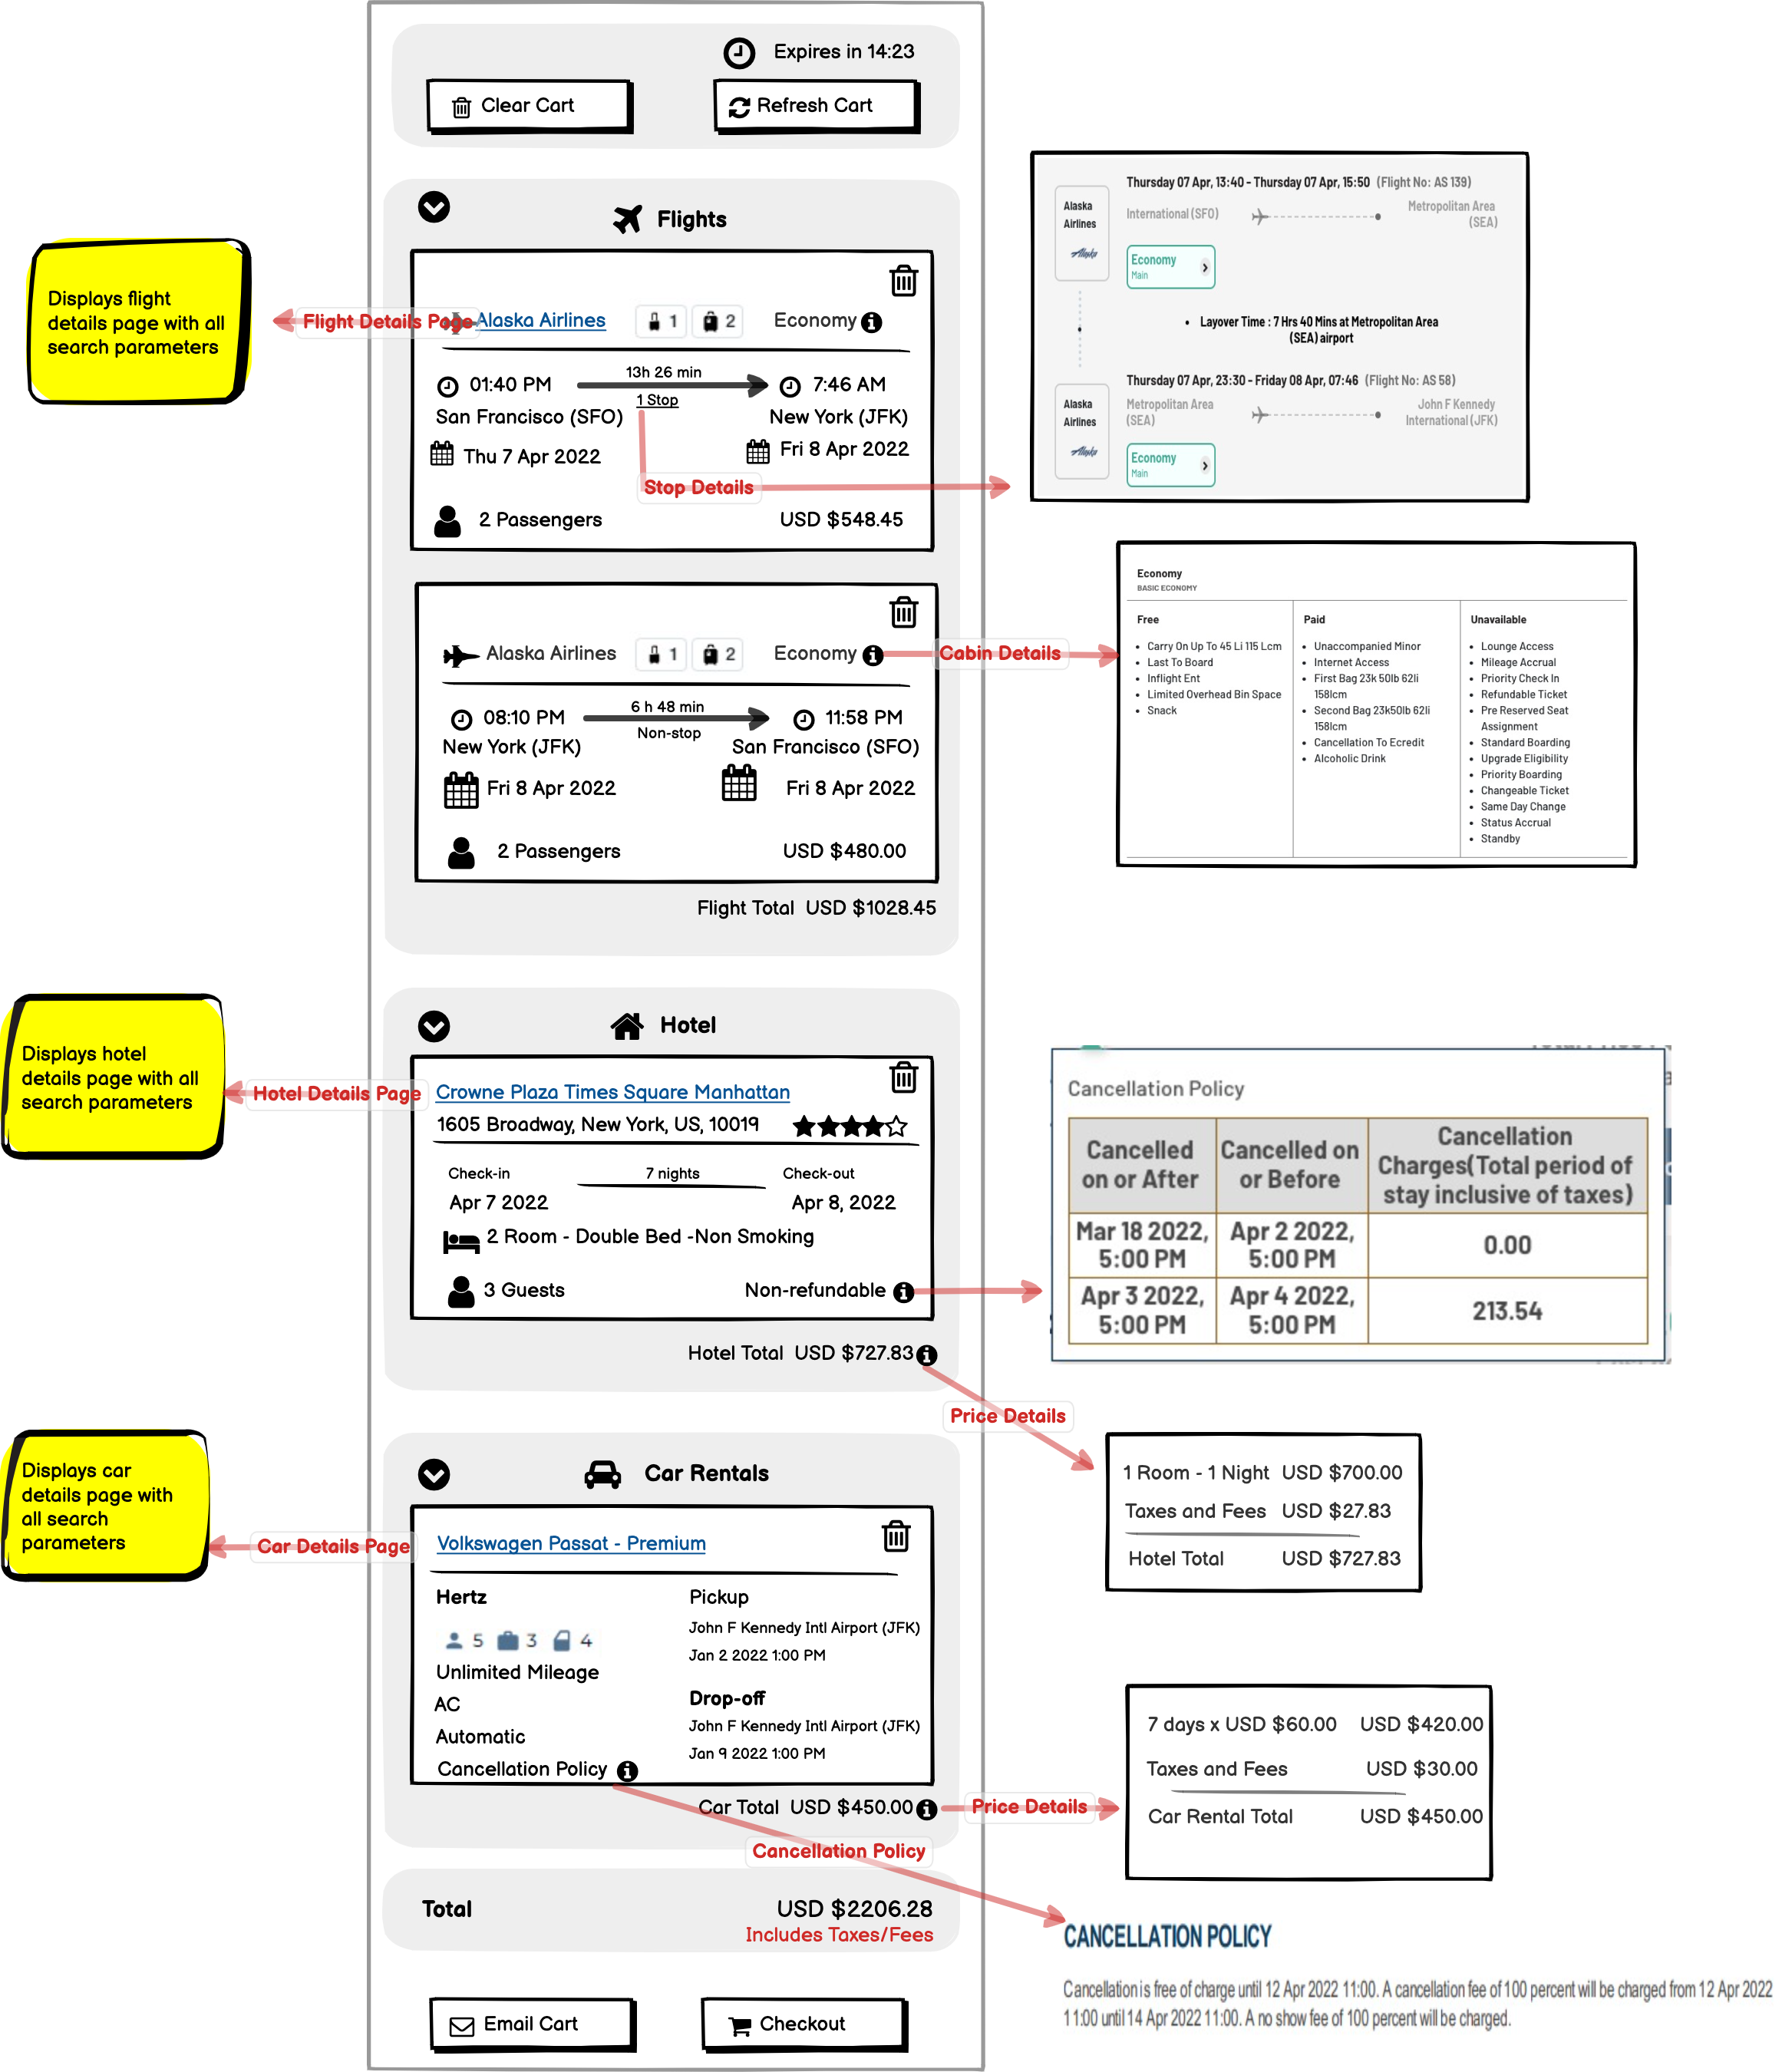 Expires in 14:23
Clear Cart
Refresh Cart
Flights
Displays flight
details page with all
search parameters
Flight Details Page
Alaska Airlines
1
2
Economy
01:40 PM
13h 26 min
7:46 AM
1 Stop
San Francisco (SFO)
New York (JFK)
Thu 7 Apr 2022
Fri 8 Apr 2022
Stop Details
2 Passengers
USD $548.45
Thursday 07 Apr, 13:40 - Thursday 07 Apr, 15:50 (Flight No: AS 139)
Alaska
Airlines
Alaska
International (SFO)
Metropolitan Area
(SEA)
Economy
Main
• Layover Time : 7 Hrs 40 Mins at Metropolitan Area
(SEA) airport
Thursday 07 Apr, 23:30 - Friday 08 Apr, 07:46 (Flight No: AS 58)
Alaska
Airlines
Alaska
Metropolitan Area
(SEA)
John F Kennedy
International (JFK)
Economy
Main
Alaska Airlines
1
2
Economy
Cabin Details
08:10 PM
6 h 48 min
11:58 PM
Non-stop
New York (JFK)
San Francisco (SFO)
Fri 8 Apr 2022
Fri 8 Apr 2022
2 Passengers
USD $480.00
Flight Total USD $1028.45
Economy
BASIC ECONOMY
Free
• Carry On Up To 45 Li 115 Lcm
• Last To Board
• Inflight Ent
• Limited Overhead Bin Space
• Snack
Paid
• Unaccompanied Minor
• Internet Access
• First Bag 23k 50lb 62li
158lcm
• Second Bag 23k50lb 62li
158lcm
• Cancellation To Ecredit
• Alcoholic Drink
Unavailable
• Lounge Access
• Mileage Accrual
• Priority Check In
• Refundable Ticket
• Pre Reserved Seat
Assignment
• Standard Boarding
• Upgrade Eligibility
• Priority Boarding
• Changeable Ticket
• Same Day Change
• Status Accrual
• Standby
Hotel
Displays hotel
details page with all
search parameters
Hotel Details Page
Crowne Plaza Times Square Manhattan
1605 Broadway, New York, US, 10019
Check-in
7 nights
Check-out
Apr 7 2022
Apr 8, 2022
2 Room - Double Bed -Non Smoking
3 Guests
Non-refundable
Hotel Total USD $727.83
Cancellation Policy
Cancelled
on or After
Cancelled on
or Before
Cancellation
Charges(Total period of
stay inclusive of taxes)
Mar 18 2022,
5:00 PM
Apr 2 2022,
5:00 PM
0.00
Apr 3 2022,
5:00 PM
Apr 4 2022,
5:00 PM
213.54
Price Details
1 Room - 1 Night USD $700.00
Taxes and Fees USD $27.83
Hotel Total USD $727.83
Car Rentals
Displays car
details page with
all search
parameters
Car Details Page
Volkswagen Passat - Premium
Hertz
5
3
4
Unlimited Mileage
AC
Automatic
Cancellation Policy
Pickup
John F Kennedy Intl Airport (JFK)
Jan 2 2022 1:00 PM
Drop-off
John F Kennedy Intl Airport (JFK)
Jan 9 2022 1:00 PM
Car Total USD $450.00
Price Details
7 days x USD $60.00 USD $420.00
Taxes and Fees USD $30.00
Car Rental Total USD $450.00
Cancellation Policy
Total
USD $2206.28
Includes Taxes/Fees
CANCELLATION POLICY
Cancellation is free of charge until 12 Apr 2022 11:00. A cancellation fee of 100 percent will be charged from 12 Apr 2022
11:00 until 14 Apr 2022 11:00. A no show fee of 100 percent will be charged.
Email Cart
Checkout